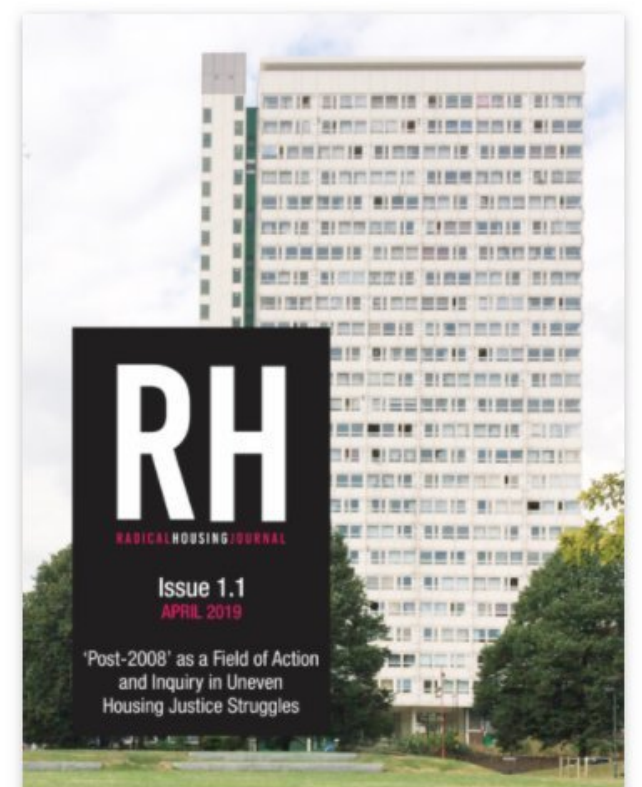 RH
RADICALHOUSINGJOURNAL
Issue 1.1
APRIL 2019
'Post-2008' as a Field of Action
and Inquiry in Uneven
Housing Justice Struggles